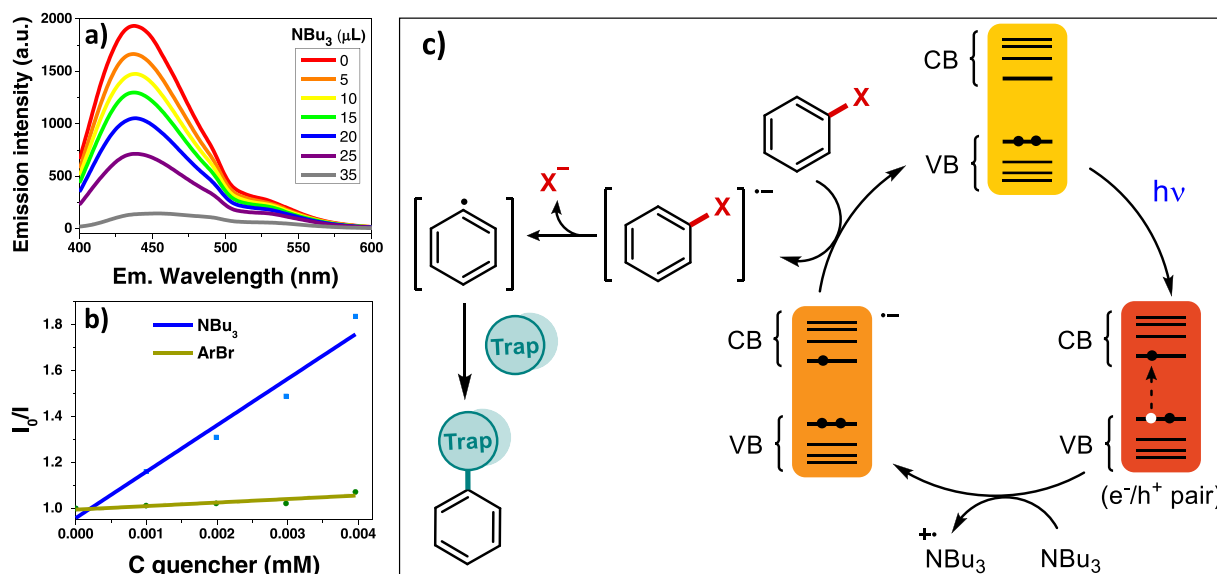 a)
NBu3 (μL)
0
5
10
15
20
25
35
2000
1500
1000
500
0
Emission intensity (a.u.)
400 450 500 550 600
Em. Wavelength (nm)
b)
NBu3
ArBr
1.8
1.6
1.4
1.2
1.0
I0/I
0.000 0.001 0.002 0.003 0.004
C quencher (mM)
c)
CB
VB
hν
X
X
•−
X−
•
Trap
Trap
CB
VB
•−
CB
VB
(e−/h+ pair)
+•
NBu3
NBu3